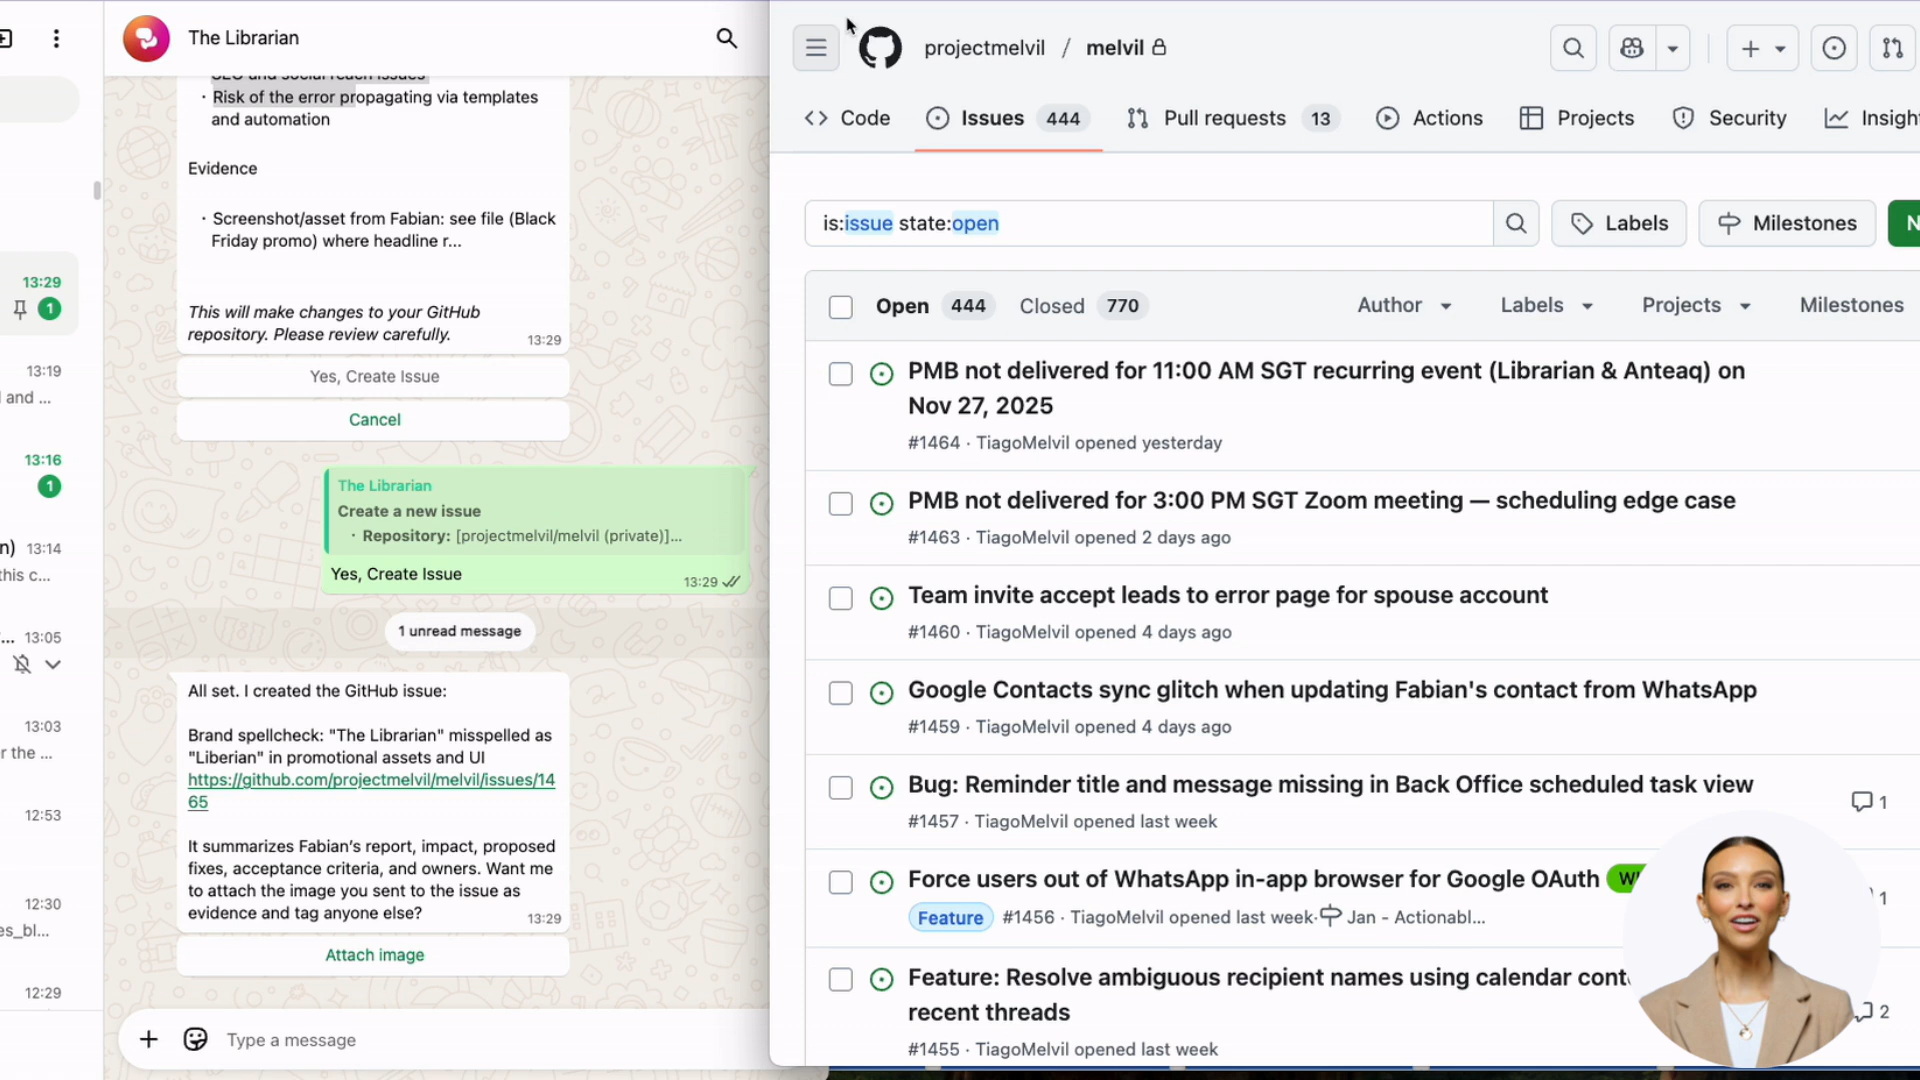 13:29
1
13:19
and ...
13:16
1
13:14
this c...
13:05
13:03
r the ...
12:53
12:30
es_bl...
12:29
The Librarian
SEO and social reach issues
· Risk of the error propagating via templates
and automation
Evidence
· Screenshot/asset from Fabian: see file (Black
Friday promo) where headline r...
This will make changes to your GitHub
repository. Please review carefully.
13:29
Yes, Create Issue
Cancel
The Librarian
Create a new issue
· Repository: [projectmelvil/melvil (private)]...
Yes, Create Issue
13:29
1 unread message
All set. I created the GitHub issue:
Brand spellcheck: "The Librarian" misspelled as
"Liberian" in promotional assets and UI
https://github.com/projectmelvil/melvil/issues/14
65
It summarizes Fabian's report, impact, proposed
fixes, acceptance criteria, and owners. Want me
to attach the image you sent to the issue as
evidence and tag anyone else?
13:29
Attach image
Type a message
projectmelvil / melvil
Code Issues 444 Pull requests 13 Actions Projects Security Insigh
is:issue state:open
Labels Milestones N
Open 444 Closed 770 Author Labels Projects Milestones
PMB not delivered for 11:00 AM SGT recurring event (Librarian & Anteaq) on
Nov 27, 2025
#1464 · TiagoMelvil opened yesterday
PMB not delivered for 3:00 PM SGT Zoom meeting — scheduling edge case
#1463 · TiagoMelvil opened 2 days ago
Team invite accept leads to error page for spouse account
#1460 · TiagoMelvil opened 4 days ago
Google Contacts sync glitch when updating Fabian's contact from WhatsApp
#1459 · TiagoMelvil opened 4 days ago
Bug: Reminder title and message missing in Back Office scheduled task view
1
#1457 · TiagoMelvil opened last week
Force users out of WhatsApp in-app browser for Google OAuth
1
Feature #1456 · TiagoMelvil opened last week · Jan - Actionabl...
Feature: Resolve ambiguous recipient names using calendar cont
recent threads
2
#1455 · TiagoMelvil opened last week